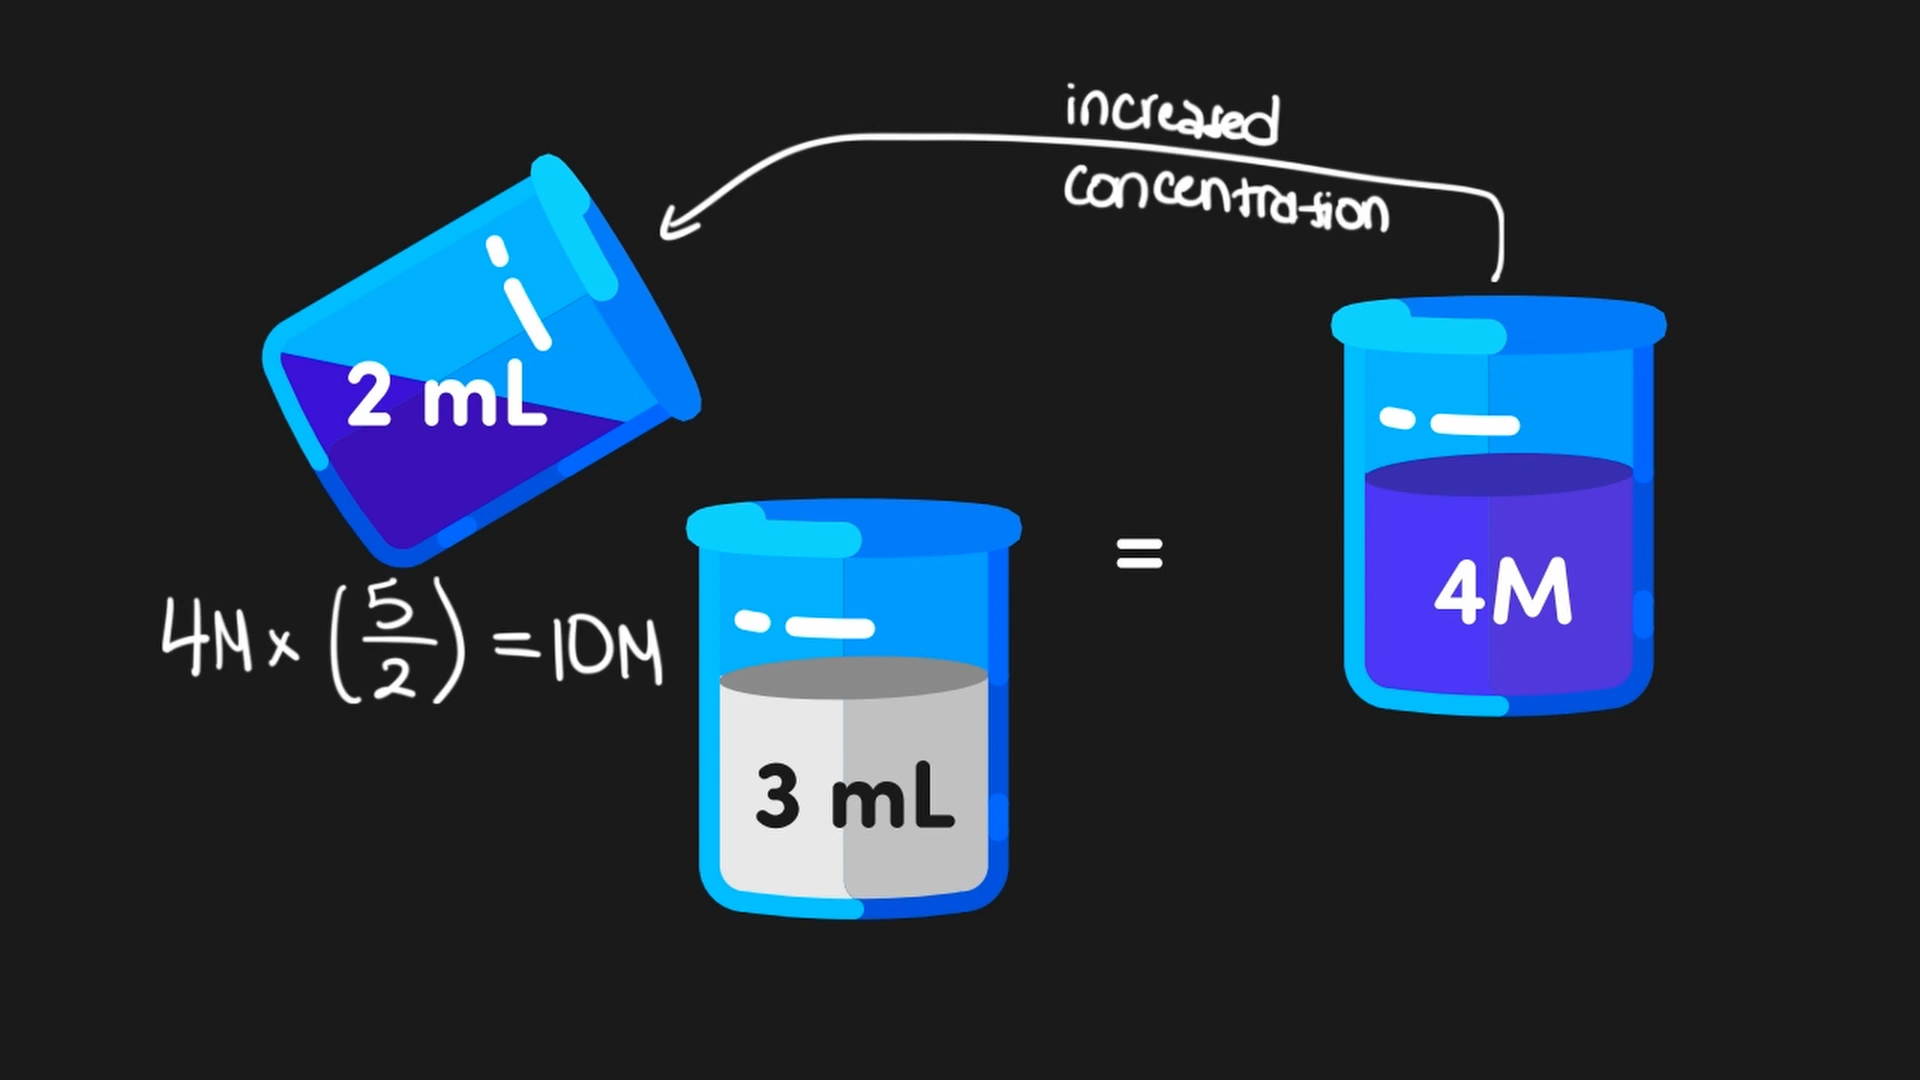 increased
concentration
2 mL
4M x (5/2) = 10M
=
4M
3 mL